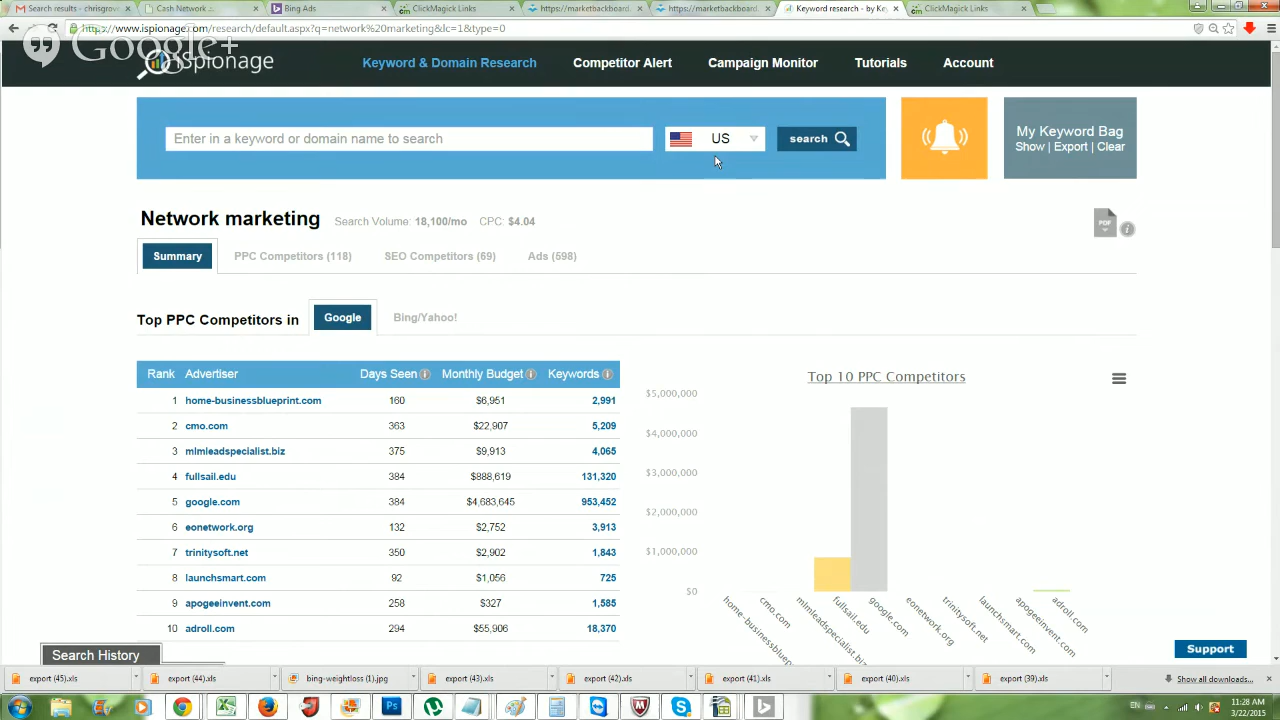 Search results - chrisgrov
Cash Network ...
Bing Ads
ClickMagick Links
https://marketbackboard.
https://marketbackboard.
Keyword research - by Key
ClickMagick Links
https://www.ispionage.com/research/default.aspx?q=network%20marketing&lc=1&type=0
Google+
iSpionage
Keyword & Domain Research
Competitor Alert
Campaign Monitor
Tutorials
Account
Enter in a keyword or domain name to search
US
search
My Keyword Bag
Show | Export | Clear
Network marketing
Search Volume: 18,100/mo
CPC: $4.04
PDF
Summary
PPC Competitors (118)
SEO Competitors (69)
Ads (598)
Top PPC Competitors in
Google
Bing/Yahoo!
Rank Advertiser Days Seen Monthly Budget Keywords
1 home-businessblueprint.com 160 $6,951 2,991
2 cmo.com 363 $22,907 5,209
3 mlmleadspecialist.biz 375 $9,913 4,065
4 fullsail.edu 384 $888,619 131,320
5 google.com 384 $4,683,645 953,452
6 eonetwork.org 132 $2,752 3,913
7 trinitysoft.net 350 $2,902 1,843
8 launchsmart.com 92 $1,056 725
9 apogeeinvent.com 258 $327 1,585
10 adroll.com 294 $55,906 18,370
Top 10 PPC Competitors
$5,000,000
$4,000,000
$3,000,000
$2,000,000
$1,000,000
$0
home-businessbluep
cmo.com
mlmleadspecialist.biz
fullsail.edu
google.com
eonetwork.org
trinitysoft.net
launchsmart.com
apogeeinvent.com
adroll.com
Search History
Support
export (45).xls
export (44).xls
bing-weightloss (1).jpg
export (43).xls
export (42).xls
export (41).xls
export (40).xls
export (39).xls
Show all downloads...
Ps
EN
11:28 AM
3/22/2015